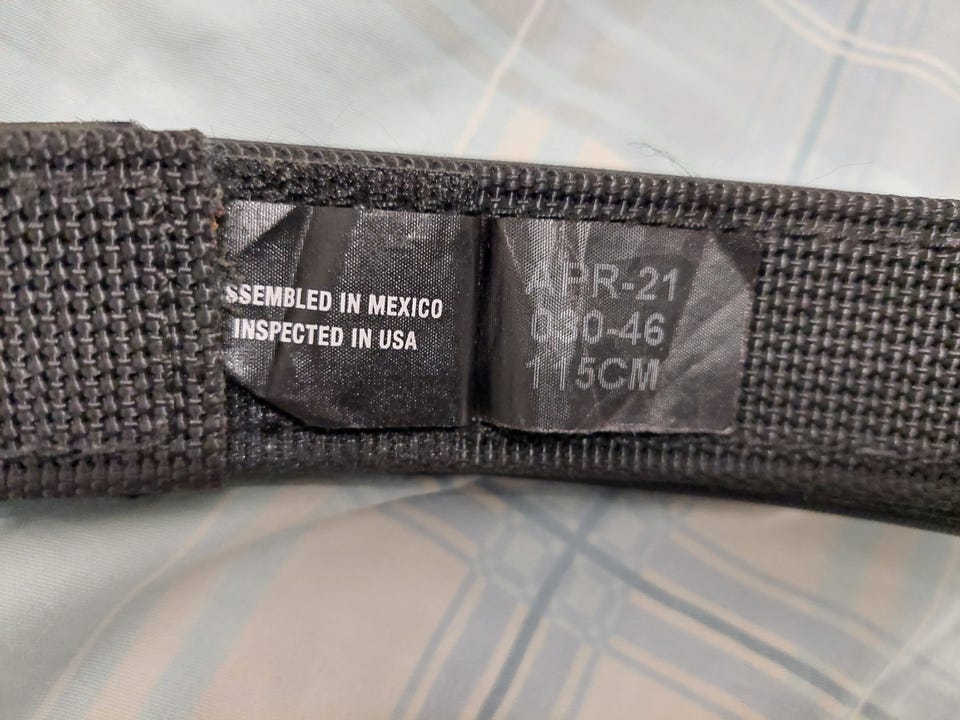 SSEMBLED IN MEXICO
INSPECTED IN USA
APR-21
030-46
115CM